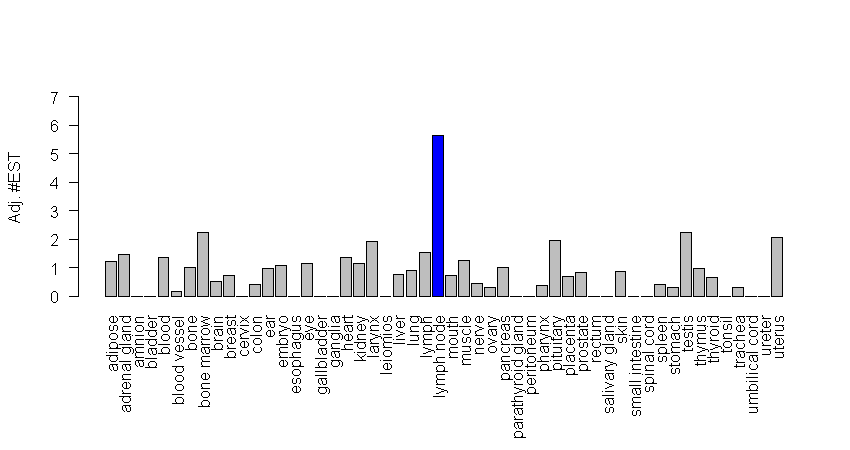 Adj. #EST
7
6
5
4
3
2
1
0
adipose
adrenal gland
amnion
bladder
blood
blood vessel
bone
bone marrow
brain
breast
cervix
colon
ear
embryo
esophagus
eye
gallbladder
ganglia
heart
kidney
larynx
leiomios
liver
lung
lymph
lymph node
mouth
muscle
nerve
ovary
pancreas
parathyroid gland
peritoneum
pharynx
pituitary
placenta
prostate
rectum
salivary gland
skin
small intestine
spinal cord
spleen
stomach
testis
thymus
thyroid
tonsil
trachea
umbilical cord
ureter
uterus